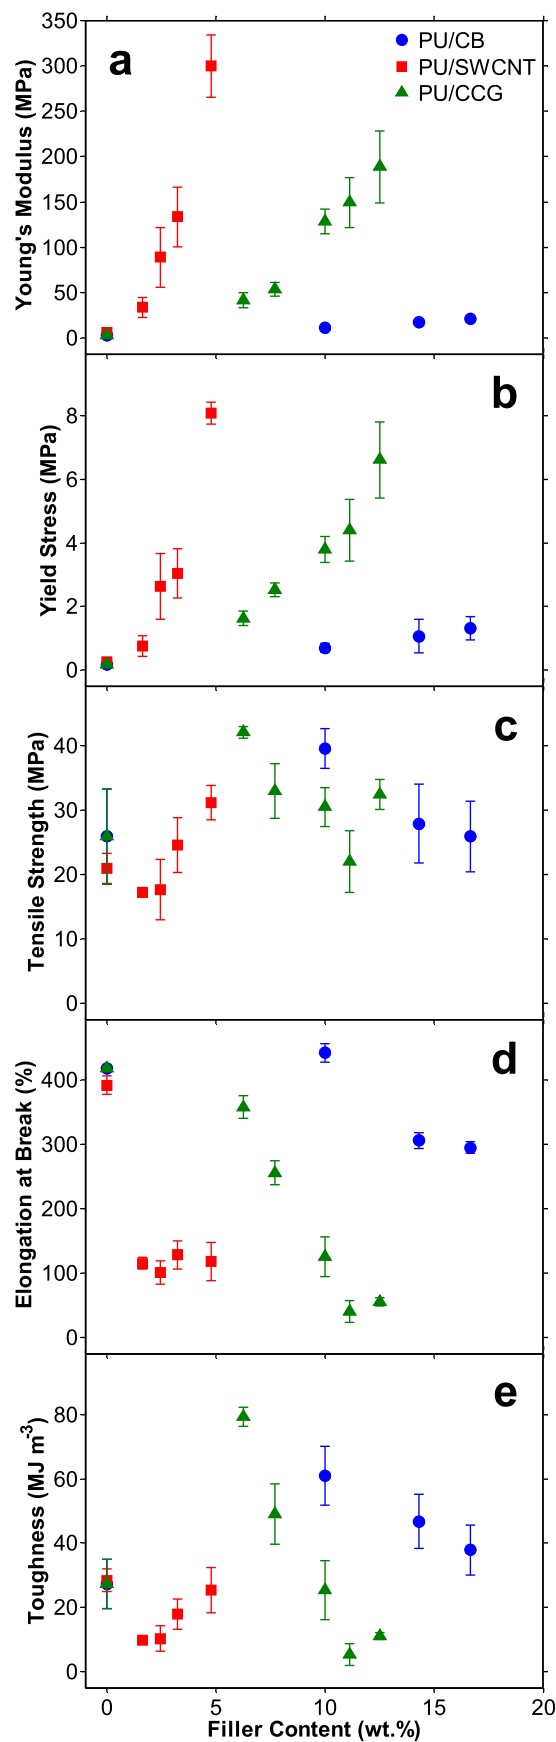 a
PU/CB
PU/SWCNT
PU/CCG
350
300
250
200
150
100
50
0
Young's Modulus (MPa)
b
8
6
4
2
0
Yield Stress (MPa)
c
40
30
20
10
0
Tensile Strength (MPa)
d
400
300
200
100
0
Elongation at Break (%)
e
80
60
40
20
0
Toughness (MJ m-3)
0 5 10 15 20
Filler Content (wt.%)